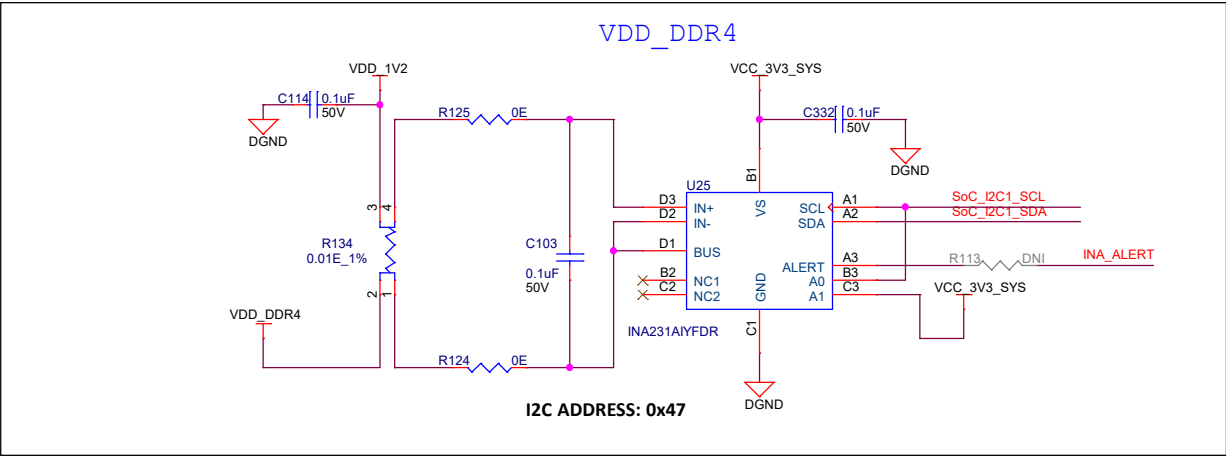 VDD_DDR4
VDD_1V2
VCC_3V3_SYS
C114
0.1uF
50V
DGND
R125
0E
C332
0.1uF
50V
DGND
3
4
R134
0.01E_1%
2
1
VDD_DDR4
C103
0.1uF
50V
R124
0E
U25
B1
VS
D3
IN+
D2
IN-
D1
BUS
B2
NC1
C2
NC2
SCL
A1
SoC_I2C1_SCL
SDA
A2
SoC_I2C1_SDA
ALERT
A3
R113
DNI
INA_ALERT
A0
B3
A1
C3
VCC_3V3_SYS
GND
C1
INA231AIYFDR
DGND
I2C ADDRESS: 0x47